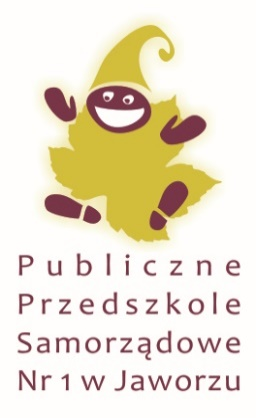 Publiczne
Przedszkole
Samorządowe
Nr 1 w Jaworzu